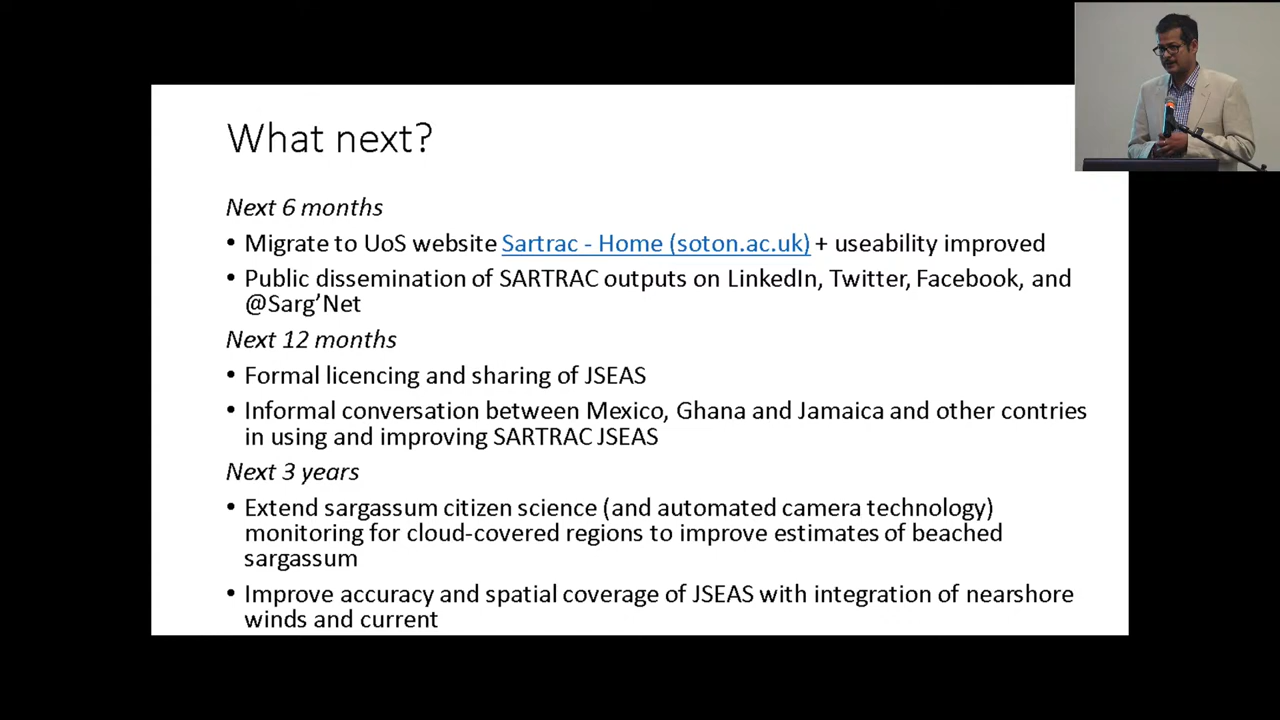 What next?
Next 6 months
• Migrate to UoS website Sartrac - Home (soton.ac.uk) + useability improved
• Public dissemination of SARTRAC outputs on LinkedIn, Twitter, Facebook, and
@Sarg’Net
Next 12 months
• Formal licencing and sharing of JSEAS
• Informal conversation between Mexico, Ghana and Jamaica and other contries
in using and improving SARTRAC JSEAS
Next 3 years
• Extend sargassum citizen science (and automated camera technology)
monitoring for cloud-covered regions to improve estimates of beached
sargassum
• Improve accuracy and spatial coverage of JSEAS with integration of nearshore
winds and current